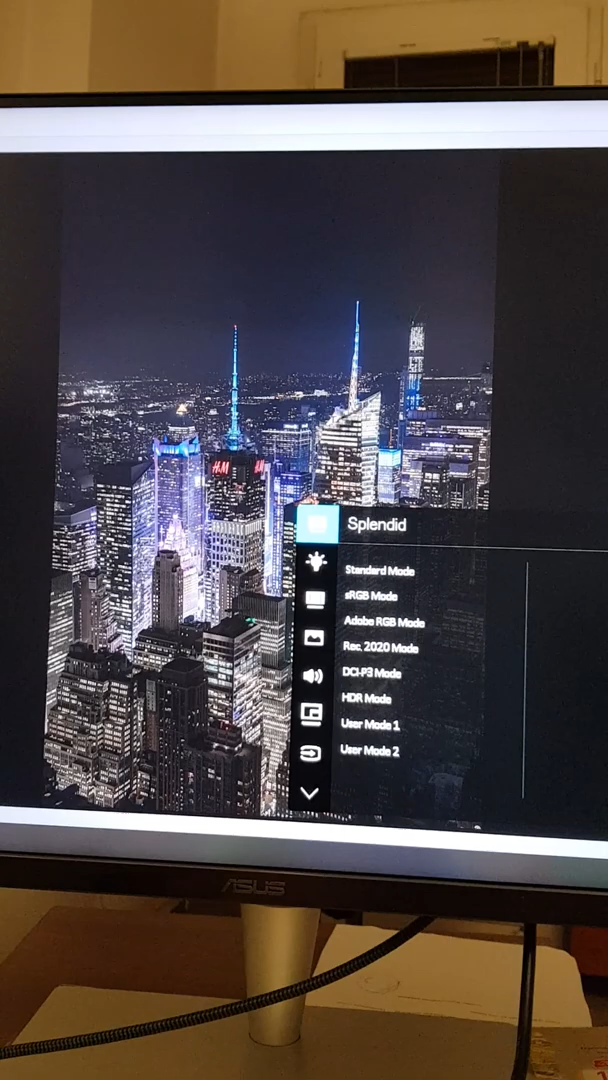 H&M
Splendid
Standard Mode
sRGB Mode
Adobe RGB Mode
Rec. 2020 Mode
DCI-P3 Mode
HDR Mode
User Mode 1
User Mode 2
ASUS